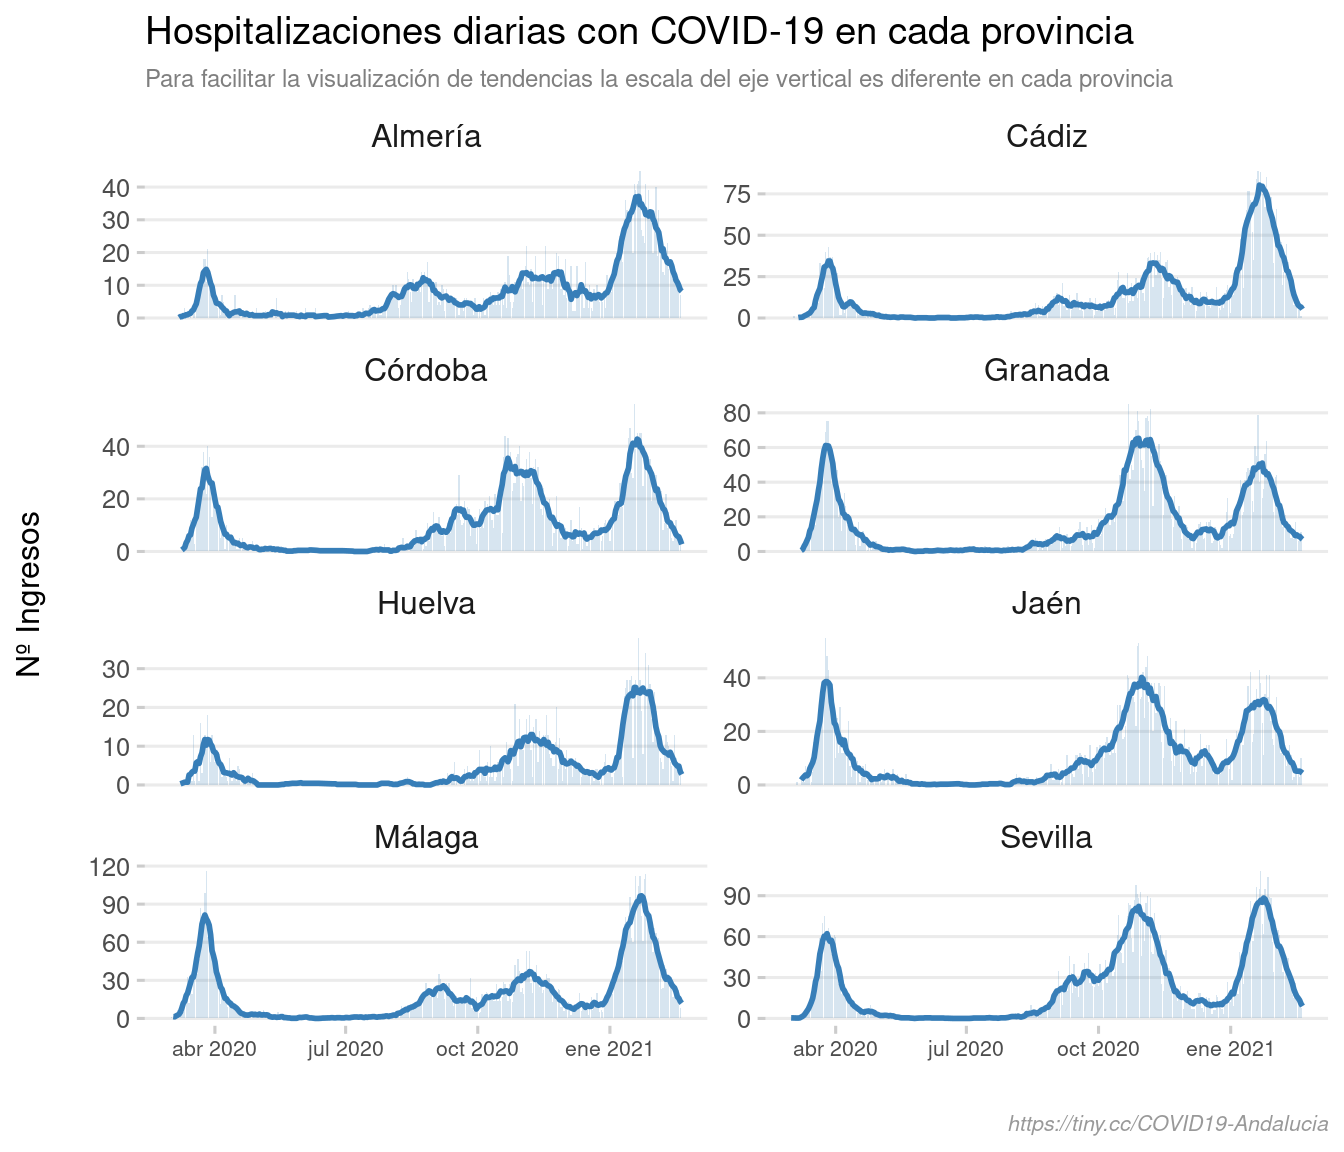 Hospitalizaciones diarias con COVID-19 en cada provincia
Para facilitar la visualización de tendencias la escala del eje vertical es diferente en cada provincia
Nº Ingresos
Almería
40
30
20
10
0
Cádiz
75
50
25
0
Córdoba
40
20
0
Granada
80
60
40
20
0
Huelva
30
20
10
0
Jaén
40
20
0
Málaga
120
90
60
30
0
Sevilla
90
60
30
0
abr 2020 jul 2020 oct 2020 ene 2021
abr 2020 jul 2020 oct 2020 ene 2021
https://tiny.cc/COVID19-Andalucia